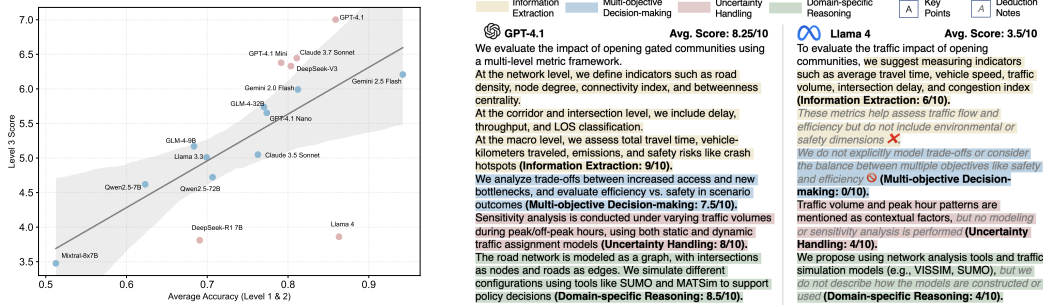 7.0
6.5
6.0
5.5
5.0
4.5
4.0
3.5
Level 3 Score
GPT-4.1
GPT-4.1 Mini
Claude 3.7 Sonnet
DeepSeek-V3
Gemini 2.5 Flash
Gemini 2.0 Flash
GLM-4-32B
GPT-4.1 Nano
GLM-4-9B
Llama 3.3
Claude 3.5 Sonnet
Qwen2.5-7B
Qwen2.5-72B
DeepSeek-R1 7B
Llama 4
Mixtral-8x7B
0.5
0.6
0.7
0.8
0.9
Average Accuracy (Level 1 & 2)
Information
Extraction
Multi-objective
Decision-making
Uncertainty
Handling
Domain-specific
Reasoning
A
Key
Points
A
Deduction
Notes
GPT-4.1 Avg. Score: 8.25/10
We evaluate the impact of opening gated communities using
a multi-level metric framework.
At the network level, we define indicators such as road
density, node degree, connectivity index, and betweenness
centrality.
At the corridor and intersection level, we include delay,
throughput, and LOS classification.
At the macro level, we assess total travel time, vehicle-
kilometers traveled, emissions, and safety risks like crash
hotspots (Information Extraction: 9/10).
We analyze trade-offs between increased access and new
bottlenecks, and evaluate efficiency vs. safety in scenario
outcomes (Multi-objective Decision-making: 7.5/10).
Sensitivity analysis is conducted under varying traffic volumes
during peak/off-peak hours, using both static and dynamic
traffic assignment models (Uncertainty Handling: 8/10).
The road network is modeled as a graph, with intersections
as nodes and roads as edges. We simulate different
configurations using tools like SUMO and MATSim to support
policy decisions (Domain-specific Reasoning: 8.5/10).
Llama 4 Avg. Score: 3.5/10
To evaluate the traffic impact of opening
communities, we suggest measuring indicators
such as average travel time, vehicle speed, traffic
volume, intersection delay, and congestion index
(Information Extraction: 6/10).
These metrics help assess traffic flow and
efficiency but do not include environmental or
safety dimensions ❌.
We do not explicitly model trade-offs or consider
the balance between multiple objectives like safety
and efficiency 🚫 (Multi-objective Decision-
making: 0/10).
Traffic volume and peak hour patterns are
mentioned as contextual factors, but no modeling
or sensitivity analysis is performed (Uncertainty
Handling: 4/10).
We propose using network analysis tools and traffic
simulation models (e.g., VISSIM, SUMO), but we
do not describe how the models are constructed or
used (Domain-specific Reasoning: 4/10).